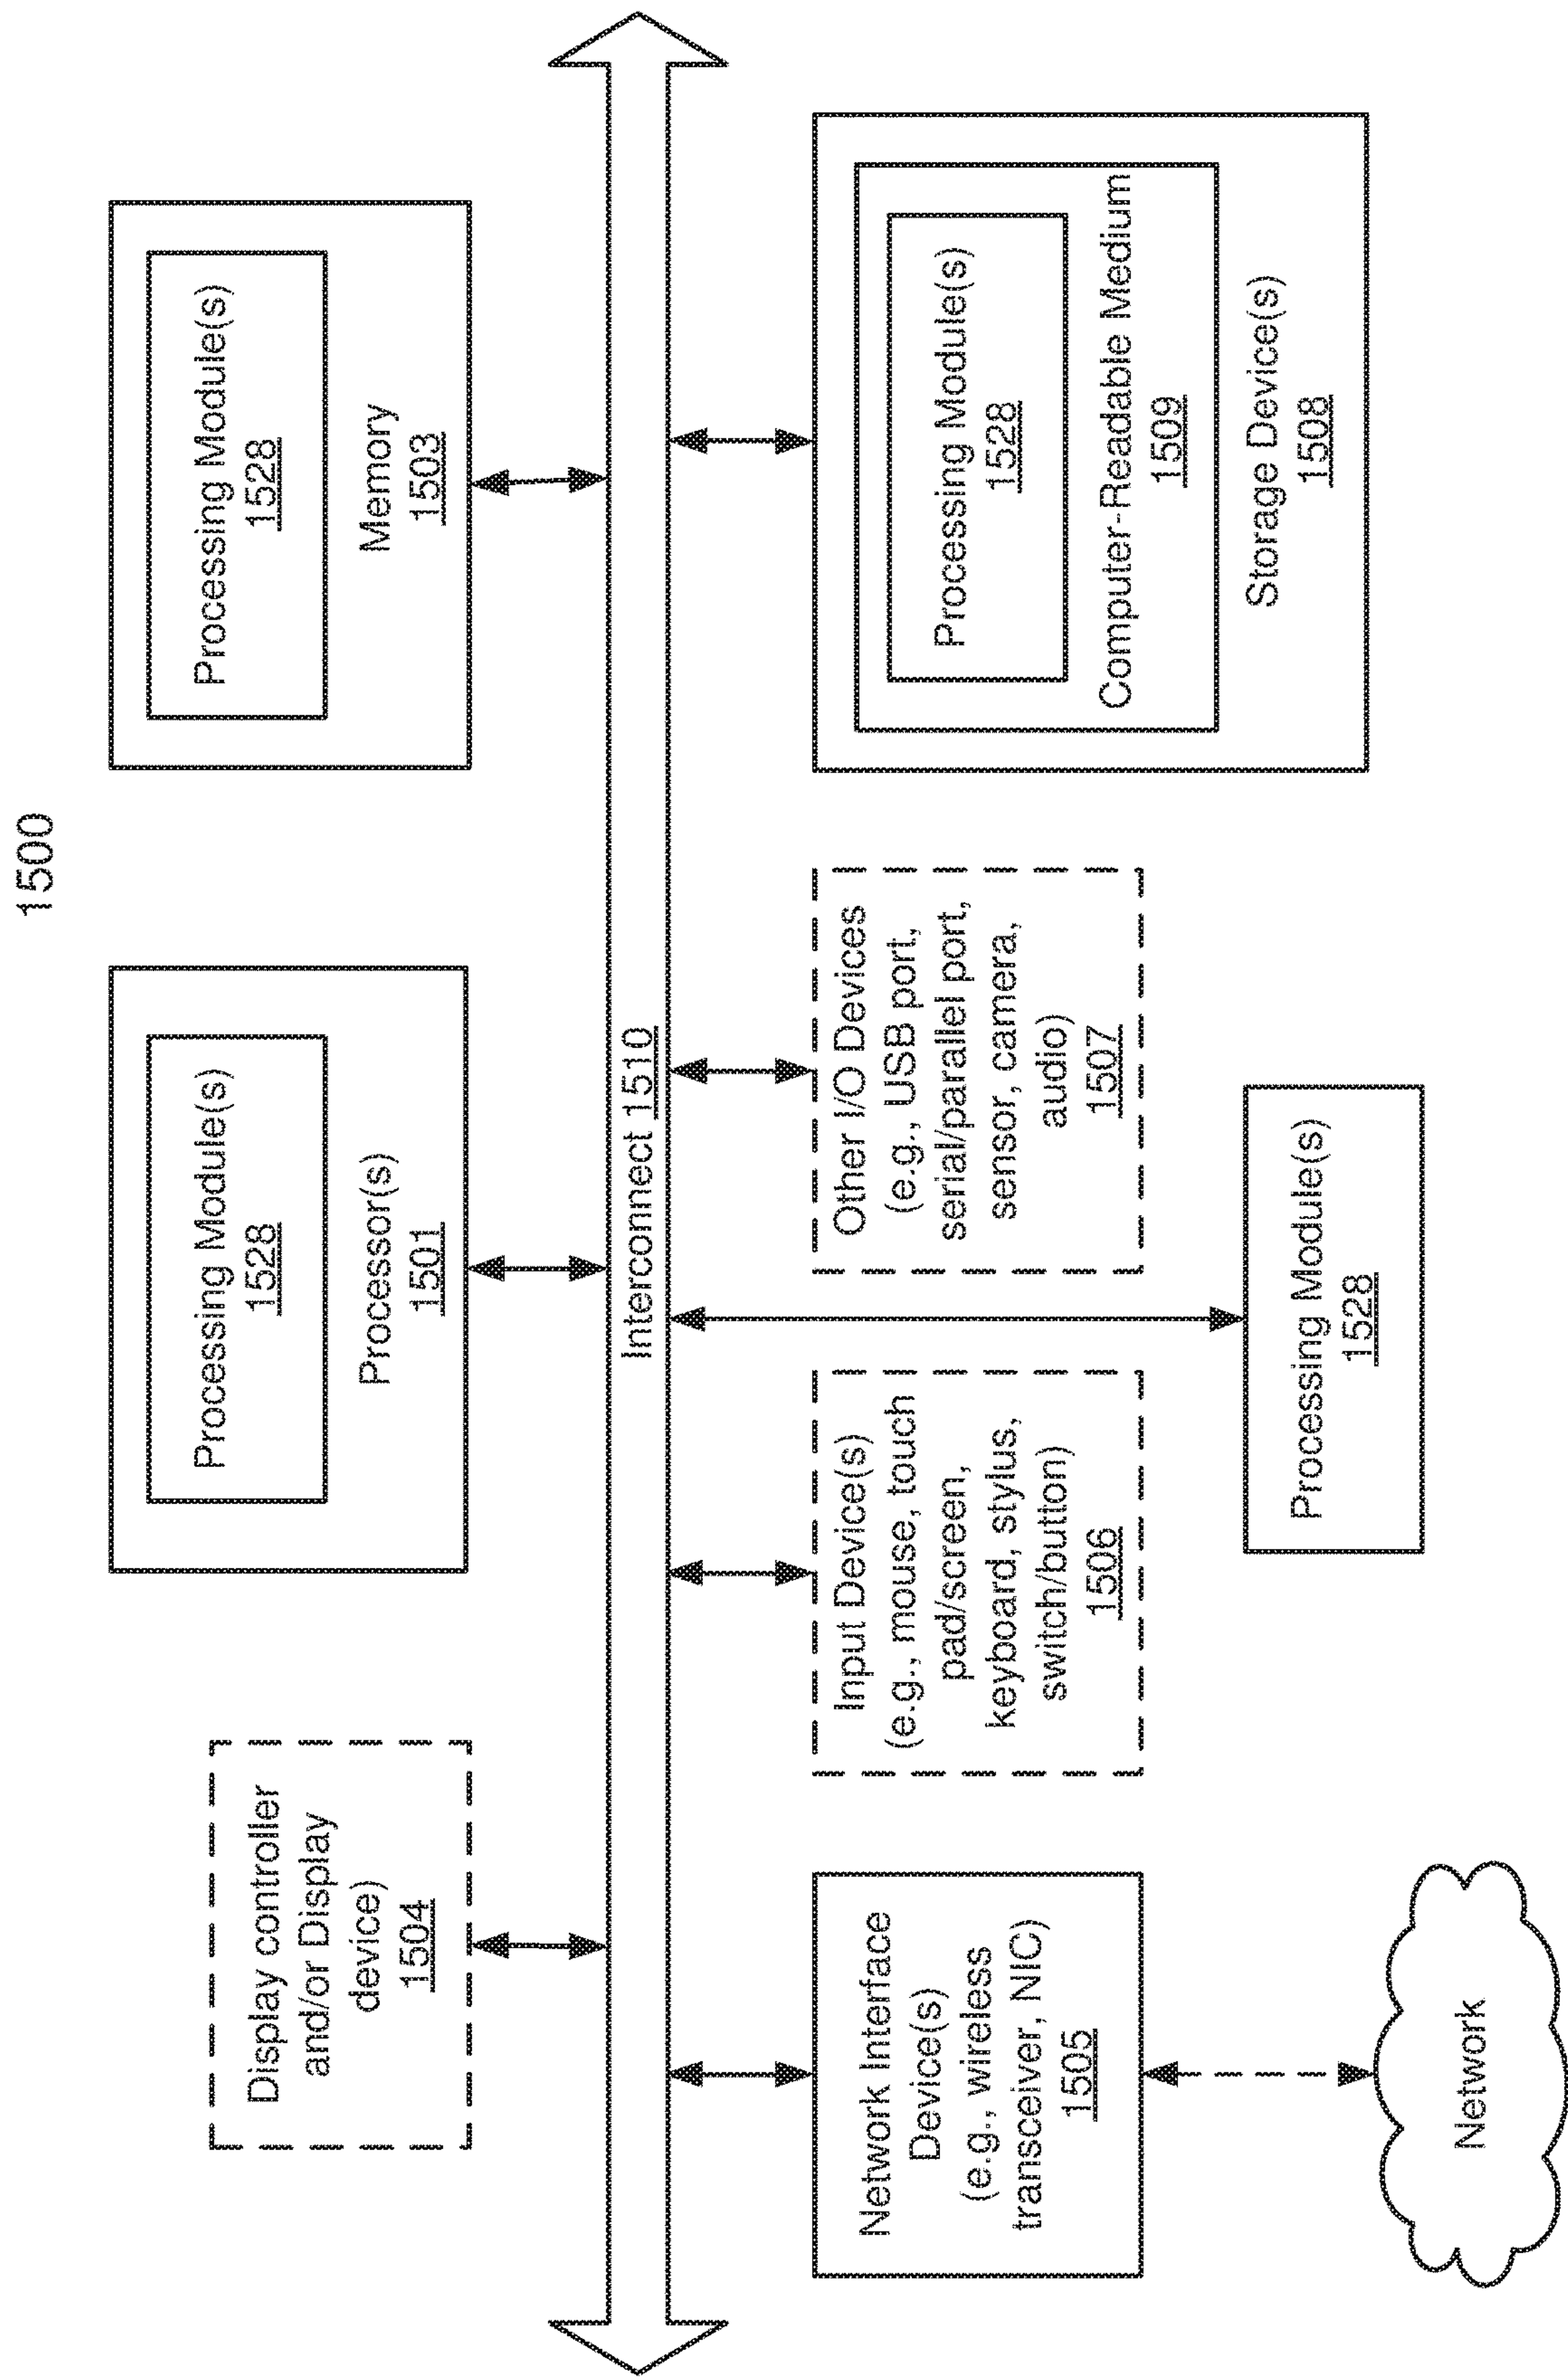 1500
Processing Module(s)
1528
Processor(s)
1501
Processing Module(s)
1528
Memory
1503
Display controller
and/or Display
device)
1504
Interconnect 1510
Network Interface
Device(s)
(e.g., wireless
transceiver, NIC)
1505
Input Device(s)
(e.g., mouse, touch
pad/screen,
keyboard, stylus,
switch/button)
1506
Other I/O Devices
(e.g., USB port,
serial/parallel port,
sensor, camera,
audio)
1507
Processing Module(s)
1528
Computer-Readable Medium
1509
Storage Device(s)
1508
Processing Module(s)
1528
Network